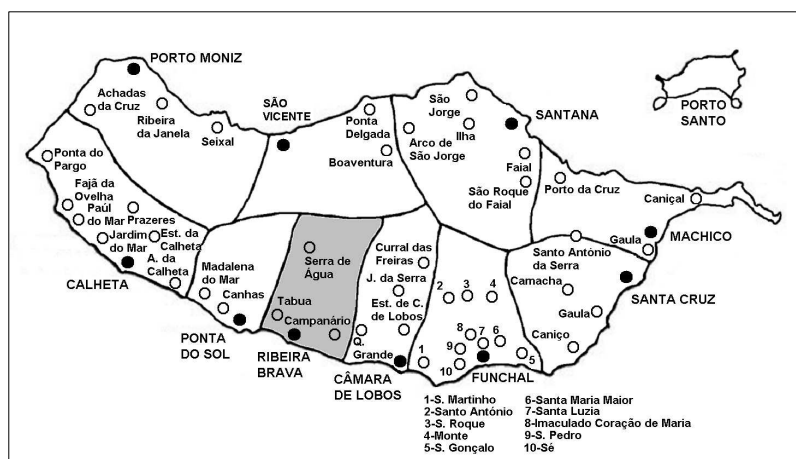 PORTO MONIZ
Achadas
da Cruz
Ribeira
da Janela
Seixal
SÃO
VICENTE
Ponta
Delgada
Boaventura
São
Jorge
Ilha
Arco de
São Jorge
SANTANA
Faial
São Roque
do Faial
PORTO
SANTO
Porto da Cruz
Caniçal
Gaula
MACHICO
Ponta do
Pargo
Fajã da
Ovelha
Paúl
do Mar
Prazeres
Jardim
do Mar
Est. da
Calheta
A. da
Calheta
CALHETA
Madalena
do Mar
Canhas
PONTA
DO SOL
Serra de
Água
Tabua
Campanário
RIBEIRA
BRAVA
Curral das
Freiras
J. da Serra
Est. de C.
de Lobos
Q.
Grande
CÂMARA
DE LOBOS
Santo António
da Serra
Camacha
Gaula
Caniço
SANTA CRUZ
2 3 4
8 7 6
9
1 10 5
FUNCHAL
1-S. Martinho
2-Santo António
3-S. Roque
4-Monte
5-S. Gonçalo
6-Santa Maria Maior
7-Santa Luzia
8-Imaculado Coração de Maria
9-S. Pedro
10-Sé